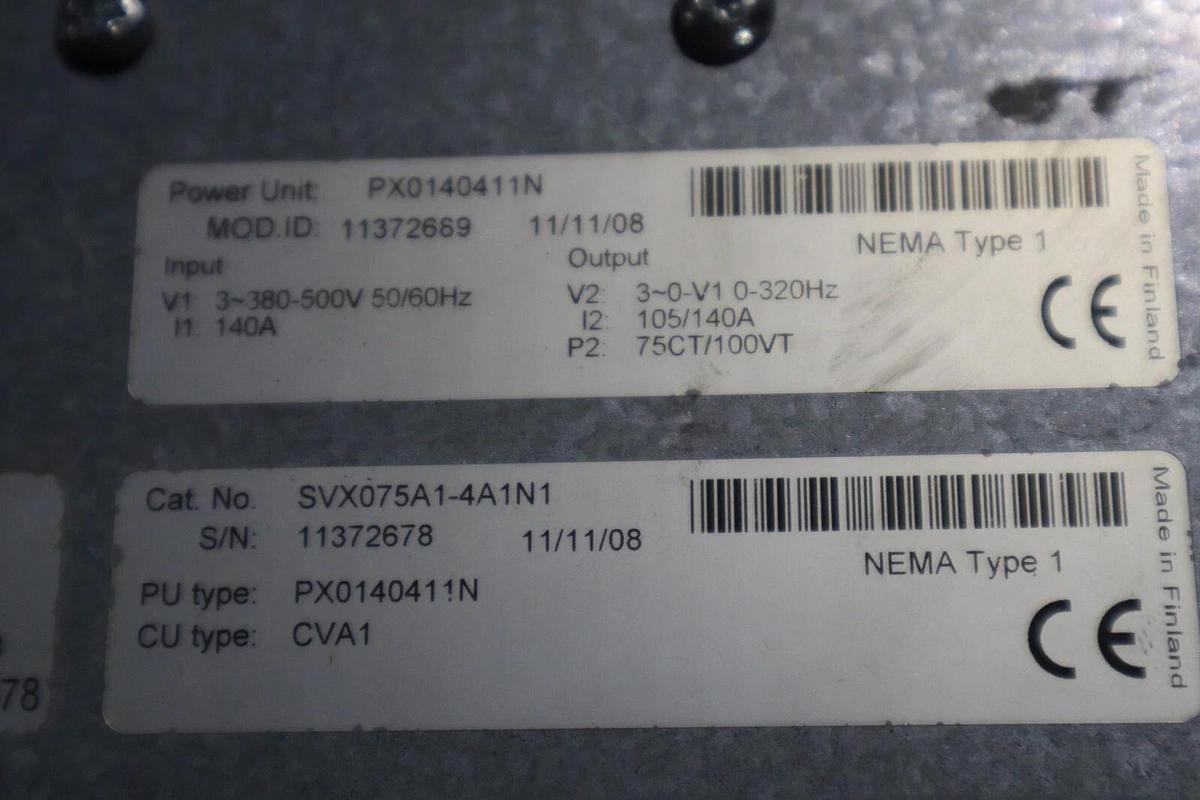 Power Unit: PX0140411N
MOD.ID: 11372669 11/11/08
NEMA Type 1
Input
V1: 3~380-500V 50/60Hz
I1: 140A
Output
V2: 3~0-V1 0-320Hz
I2: 105/140A
P2: 75CT/100VT
CE
Made in Finland
Cat. No. SVX075A1-4A1N1
S/N: 11372678 11/11/08
NEMA Type 1
PU type: PX0140411N
CU type: CVA1
CE
Made in Finland
78